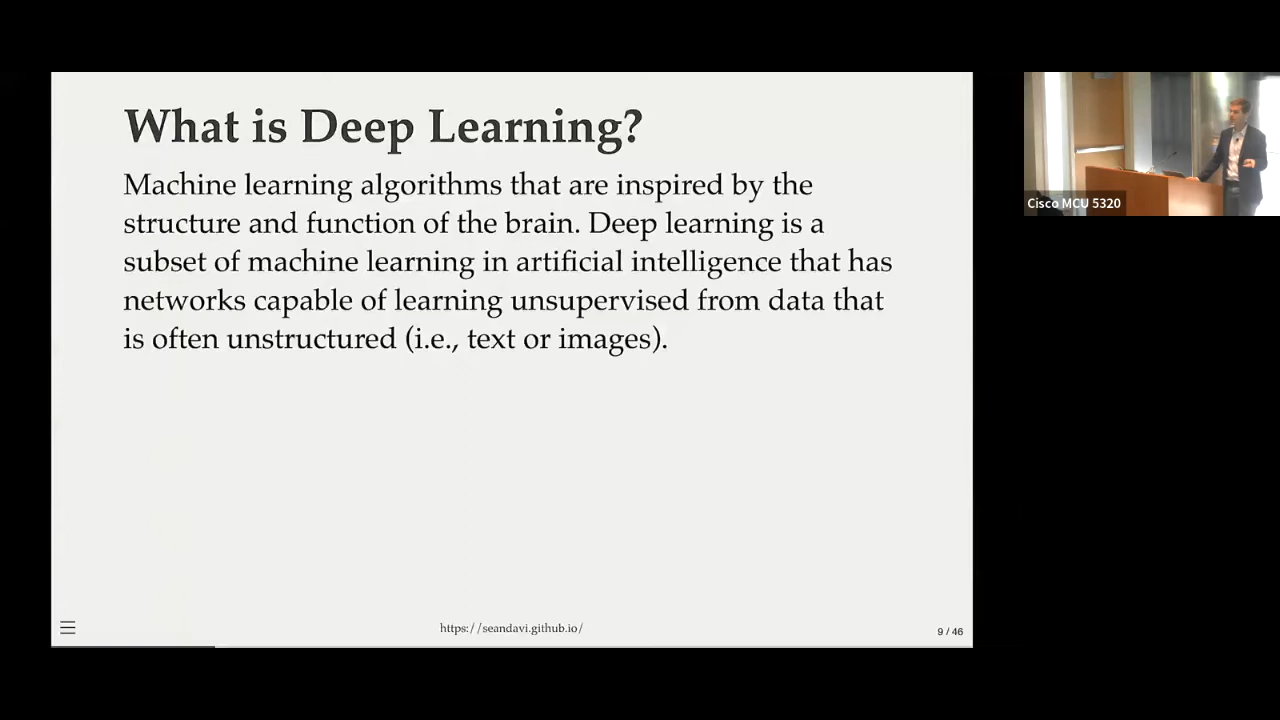 What is Deep Learning?
Machine learning algorithms that are inspired by the
structure and function of the brain. Deep learning is a
subset of machine learning in artificial intelligence that has
networks capable of learning unsupervised from data that
is often unstructured (i.e., text or images).
https://seandavi.github.io/
9 / 46
Cisco MCU 5320